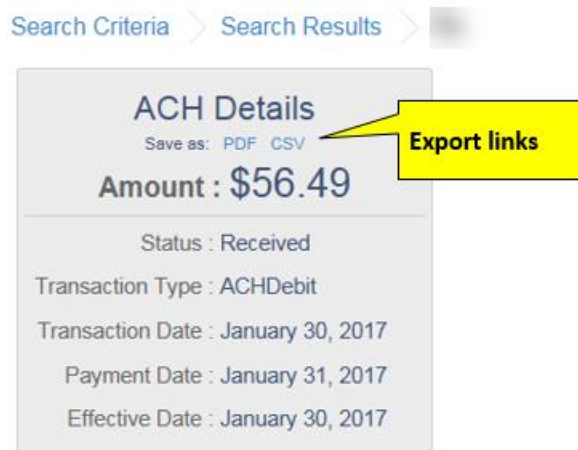 Search Criteria Search Results
ACH Details
Save as: PDF CSV
Export links
Amount : $56.49
Status : Received
Transaction Type : ACHDebit
Transaction Date : January 30, 2017
Payment Date : January 31, 2017
Effective Date : January 30, 2017